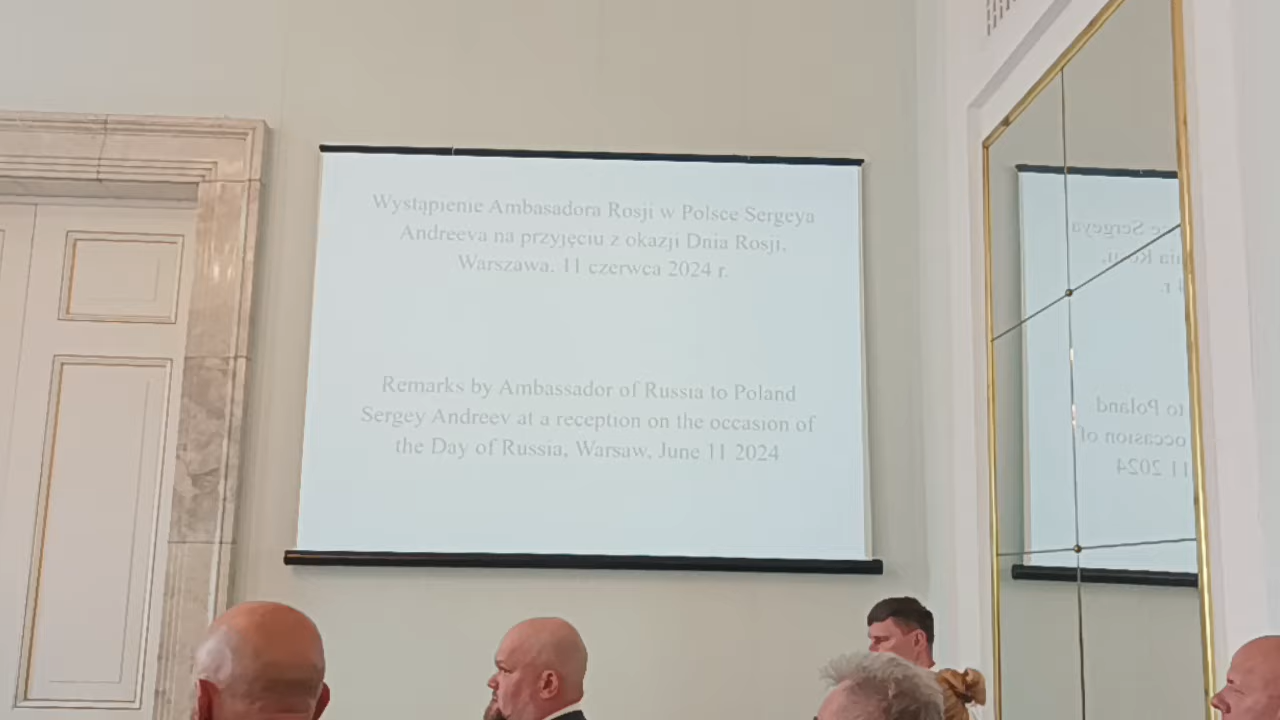 Wystąpienie Ambasadora Rosji w Polsce Sergeya
Andreeva na przyjęciu z okazji Dnia Rosji,
Warszawa, 11 czerwca 2024 r.
Remarks by Ambassador of Russia to Poland
Sergey Andreev at a reception on the occasion of
the Day of Russia, Warsaw, June 11 2024